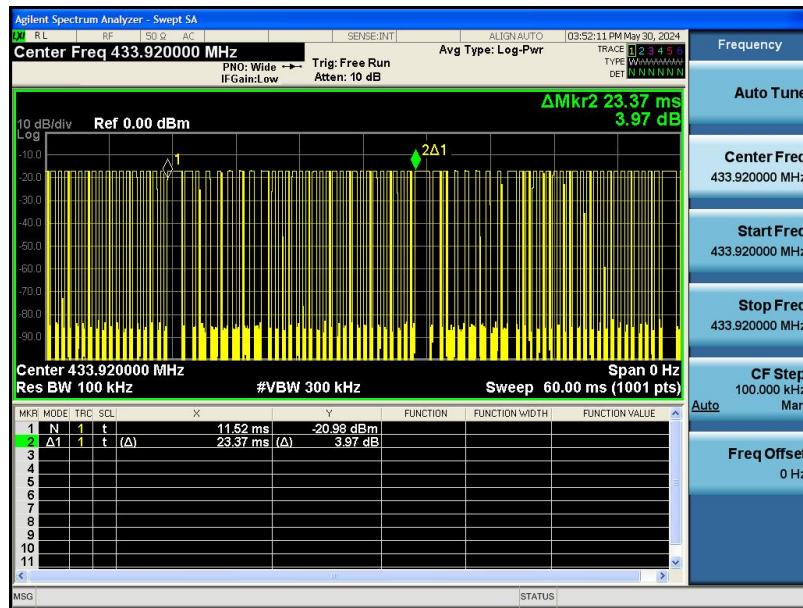 Agilent Spectrum Analyzer - Swept SA
LXI RL RF 50 Ω AC SENSE:INT ALIGN AUTO 03:52:11 PM May 30, 2024
Center Freq 433.920000 MHz
PNO: Wide
IFGain:Low
Trig: Free Run
Atten: 10 dB
Avg Type: Log-Pwr
TRACE 1 2 3 4 5 6
TYPE WWWWWW
DET N N N N N N
ΔMkr2 23.37 ms
3.97 dB
10 dB/div Ref 0.00 dBm
Log
-10.0
-20.0
-30.0
-40.0
-50.0
-60.0
-70.0
-80.0
-90.0
1
2Δ1
Center 433.920000 MHz Span 0 Hz
Res BW 100 kHz #VBW 300 kHz Sweep 60.00 ms (1001 pts)
MKR MODE TRC SCL X Y FUNCTION FUNCTION WIDTH FUNCTION VALUE
1 N 1 t 11.52 ms -20.98 dBm
2 Δ1 1 t (Δ) 23.37 ms (Δ) 3.97 dB
3
4
5
6
7
8
9
10
11
MSG STATUS
Frequency
Auto Tune
Center Freq
433.920000 MHz
Start Freq
433.920000 MHz
Stop Freq
433.920000 MHz
CF Step
100.000 kHz
Auto Man
Freq Offset
0 Hz